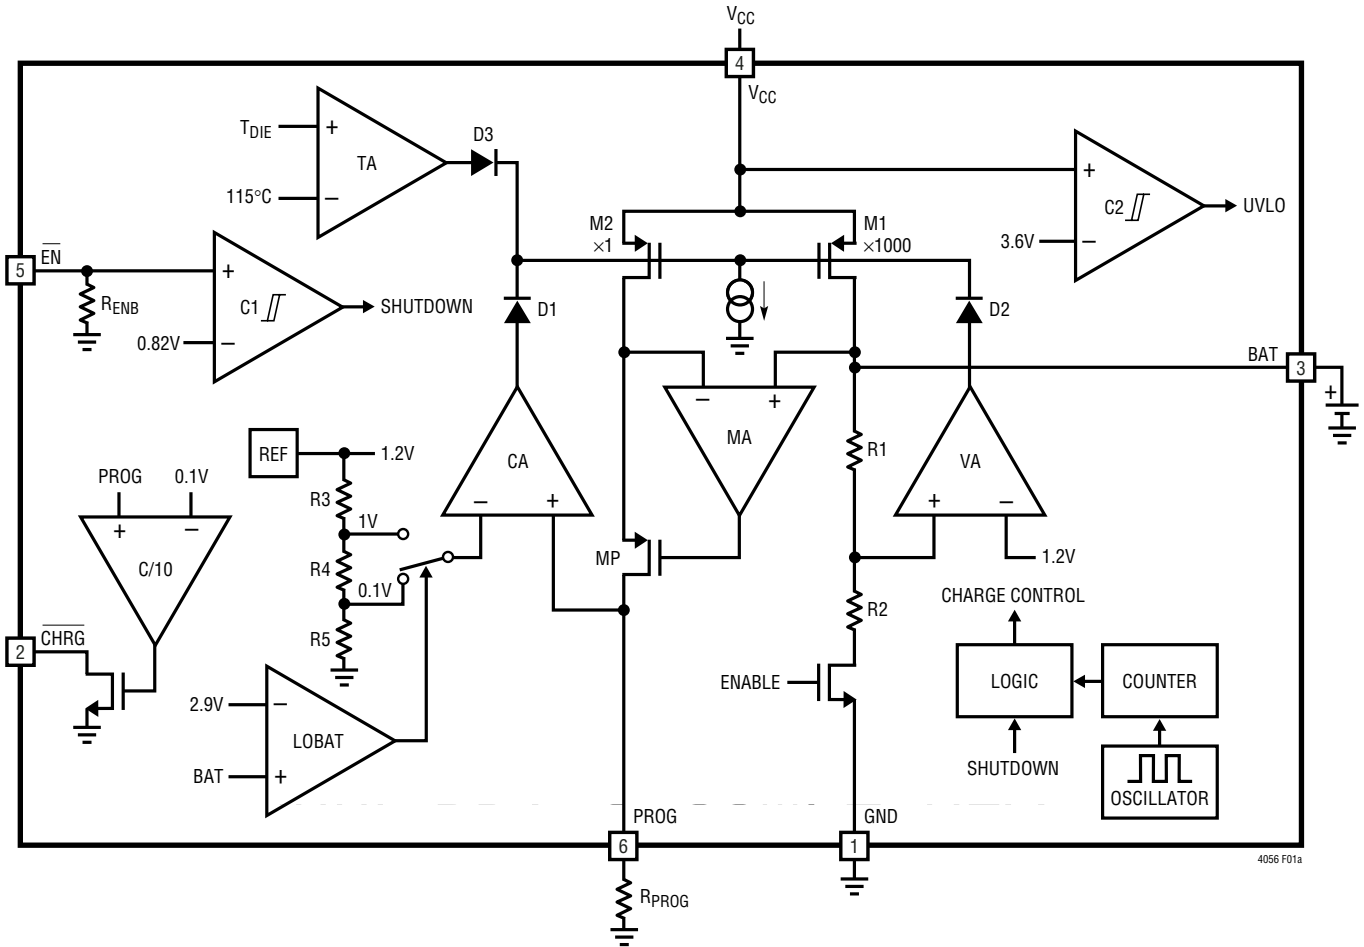 VCC
4
VCC
TDIE
+
TA
D3
115°C
−
M2
×1
M1
×1000
+
C2
UVLO
3.6V
−
5
EN
+
RENB
C1
SHUTDOWN
0.82V
−
D1
D2
BAT
3
+
−
+
MA
REF
1.2V
CA
−
+
R1
VA
+
−
PROG
0.1V
+
−
C/10
R3
1V
R4
0.1V
R5
MP
1.2V
R2
CHARGE CONTROL
2
CHRG
LOGIC
COUNTER
ENABLE
2.9V
−
LOBAT
BAT
+
SHUTDOWN
OSCILLATOR
PROG
GND
6
1
4056 F01a
RPROG